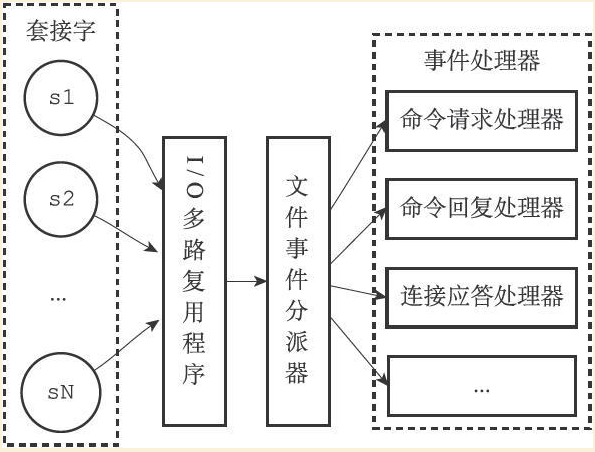 套接字
s1
s2
...
sN
I/O多路复用程序
文件事件分派器
事件处理器
命令请求处理器
命令回复处理器
连接应答处理器
...